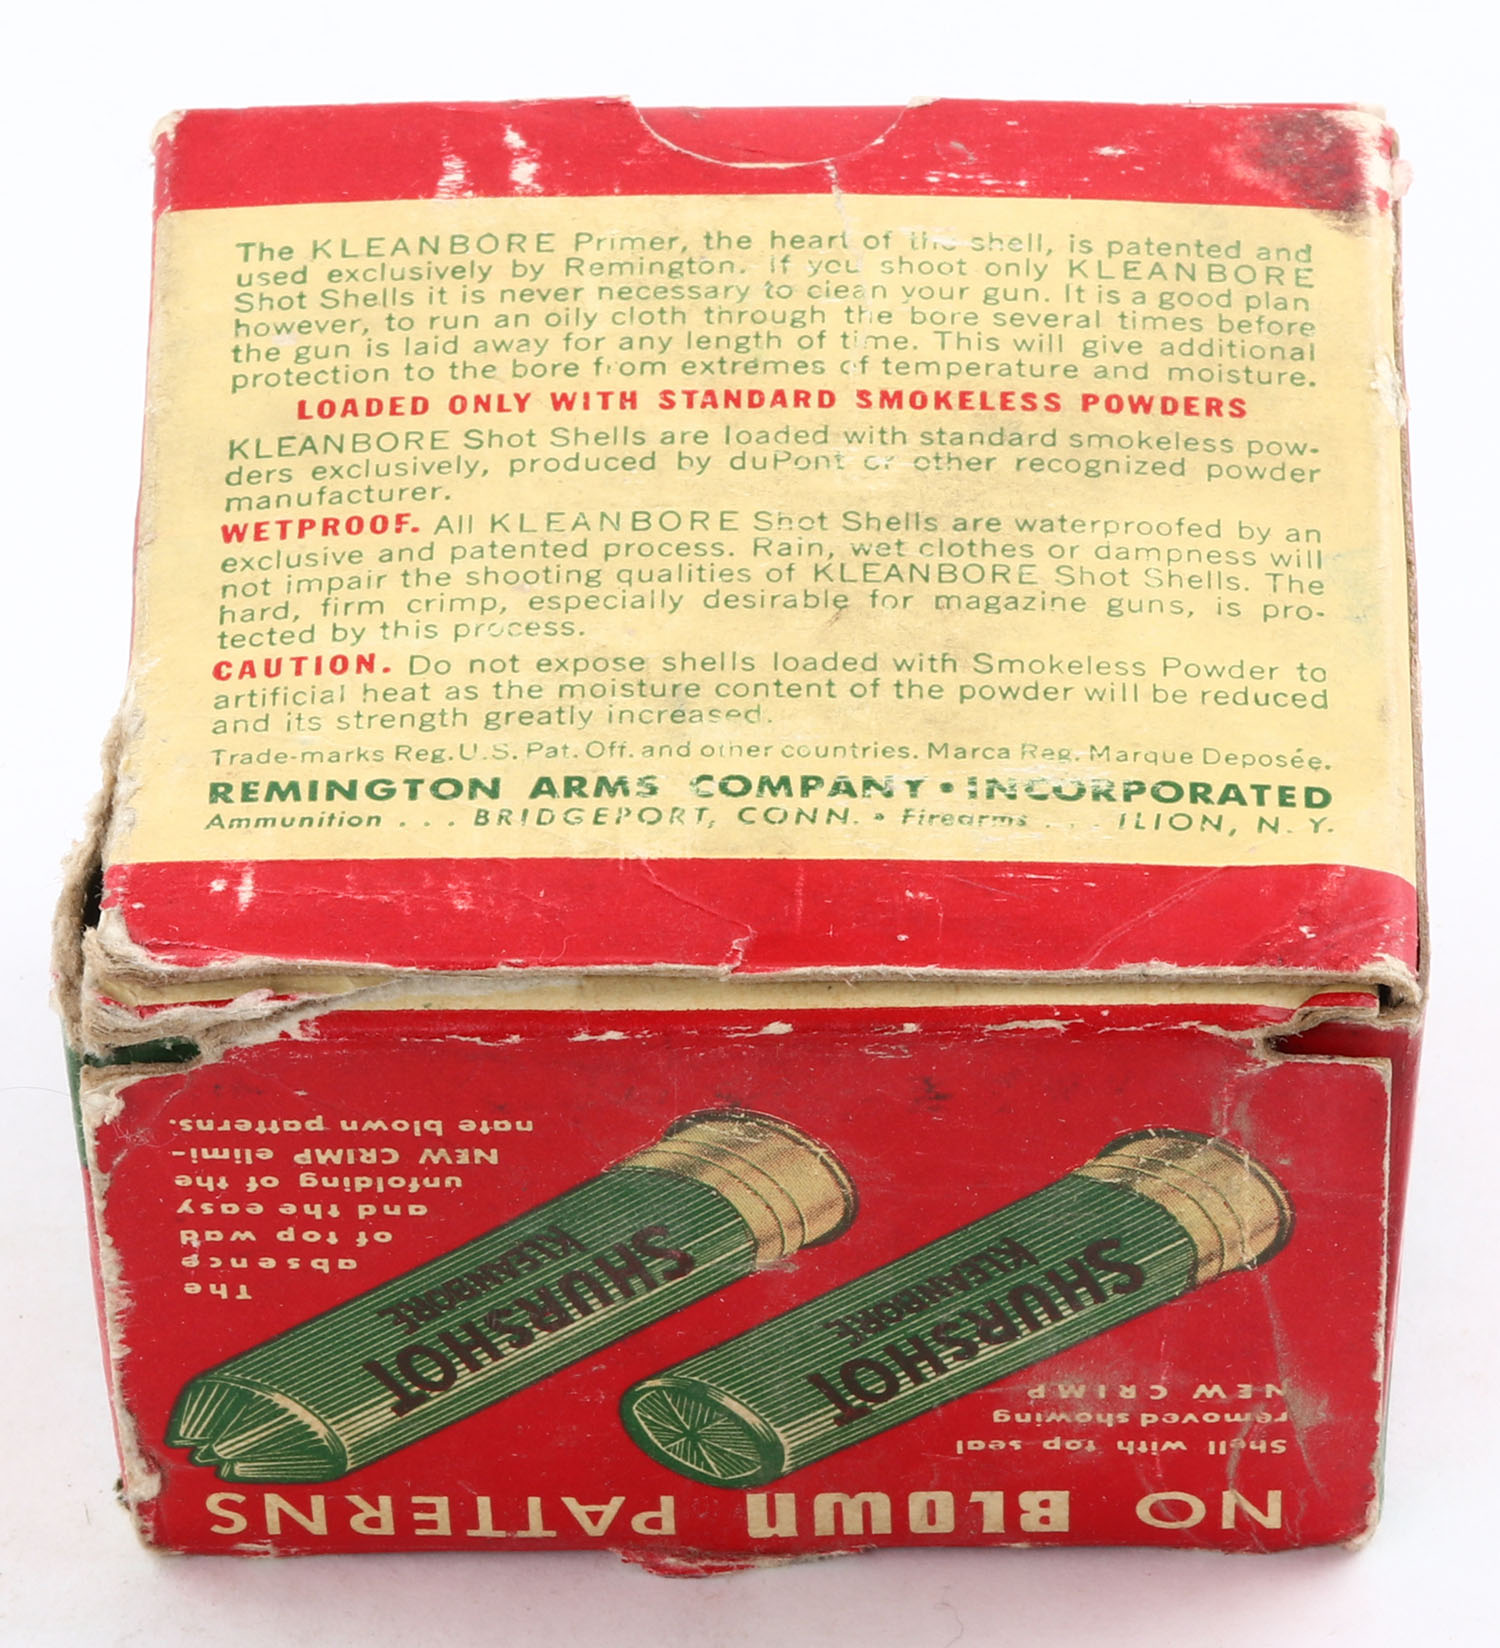 The KLEANBORE Primer, the heart of the shell, is patented and
used exclusively by Remington. If you shoot only KLEANBORE
Shot Shells it is never necessary to clean your gun. It is a good plan
however, to run an oily cloth through the bore several times before
the gun is laid away for any length of time. This will give additional
protection to the bore from extremes of temperature and moisture.
LOADED ONLY WITH STANDARD SMOKELESS POWDERS
KLEANBORE Shot Shells are loaded with standard smokeless pow-
ders exclusively, produced by duPont or other recognized powder
manufacturer.
WETPROOF. All KLEANBORE Shot Shells are waterproofed by an
exclusive and patented process. Rain, wet clothes or dampness will
not impair the shooting qualities of KLEANBORE Shot Shells. The
hard, firm crimp, especially desirable for magazine guns, is pro-
tected by this process.
CAUTION. Do not expose shells loaded with Smokeless Powder to
artificial heat as the moisture content of the powder will be reduced
and its strength greatly increased.
Trade-marks Reg. U.S. Pat. Off. and other countries. Marca Reg. Marque Deposée.
REMINGTON ARMS COMPANY • INCORPORATED
Ammunition . . . BRIDGEPORT, CONN. • Firearms . . . ILION, N. Y.
NO BLOWN PATTERNS
Shell with top seal
removed showing
NEW CRIMP
SHURSHOT
KLEANBORE
SHURSHOT
KLEANBORE
The
absence
of top wad
and the easy
unfolding of the
NEW CRIMP elimi-
nate blown patterns.